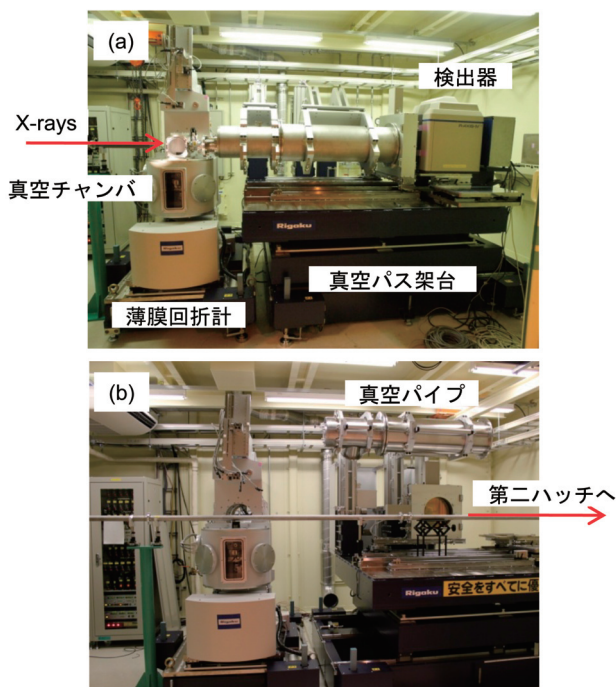 (a)
検出器
X-rays
真空チャンバ
Rigaku
Rigaku
真空パス架台
薄膜回折計
(b)
真空パイプ
第二ハッチへ
Rigaku
安全をすべてに優
Rigaku